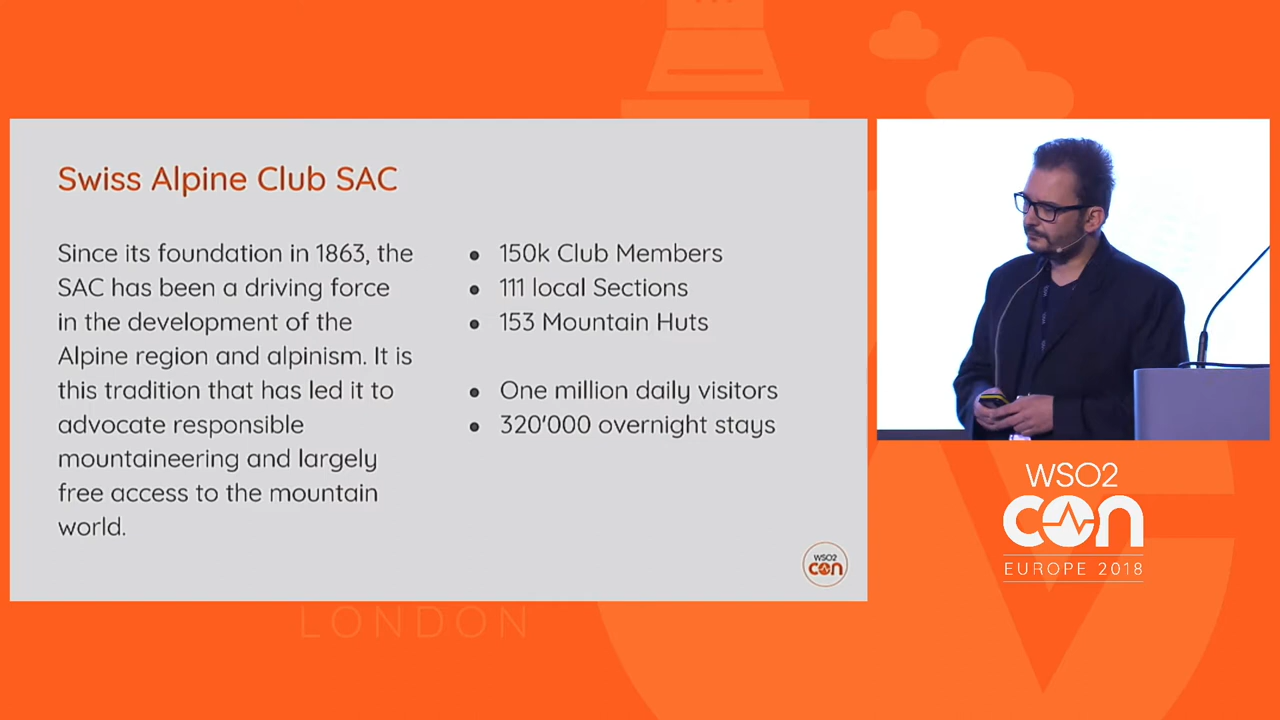 Swiss Alpine Club SAC
Since its foundation in 1863, the
SAC has been a driving force
in the development of the
Alpine region and alpinism. It is
this tradition that has led it to
advocate responsible
mountaineering and largely
free access to the mountain
world.
• 150k Club Members
• 111 local Sections
• 153 Mountain Huts
• One million daily visitors
• 320'000 overnight stays
WSO2
con
WSO2
con
EUROPE 2018
LONDON